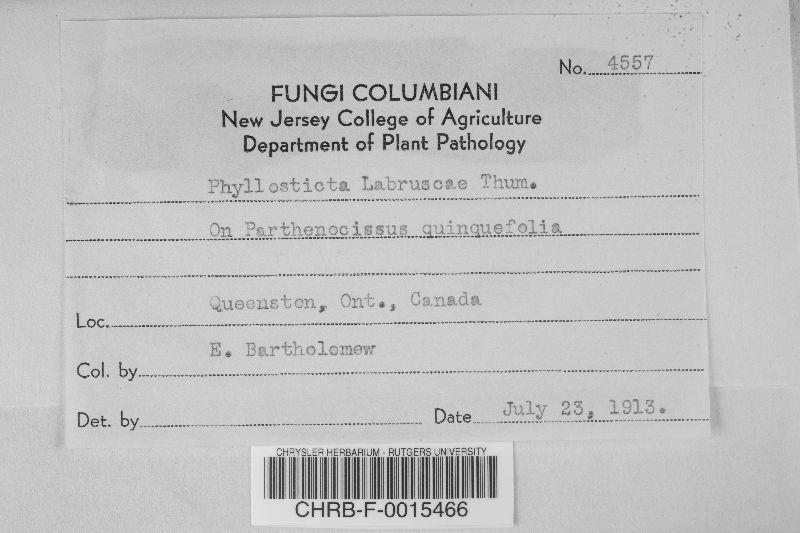 No. 4557
FUNGI COLUMBIANI
New Jersey College of Agriculture
Department of Plant Pathology
Phyllosticta Labruscae Thum.
On Parthenocissus quinquefolia
Queenston, Ont., Canada
Loc.
E. Bartholomew
Col. by
Det. by
Date July 23, 1913.
CHRYSLER HERBARIUM - RUTGERS UNIVERSITY
CHRB-F-0015466